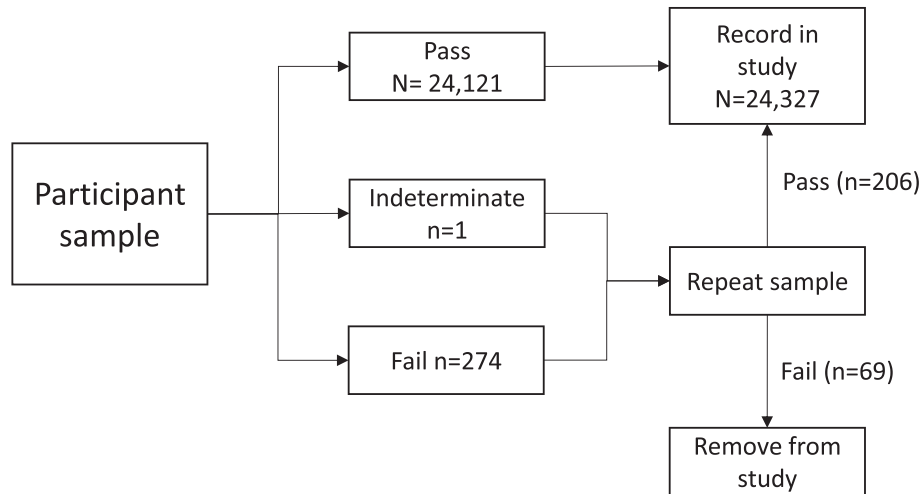 Participant
sample
Pass
N= 24,121
Indeterminate
n=1
Fail n=274
Record in
study
N=24,327
Pass (n=206)
Repeat sample
Fail (n=69)
Remove from
study